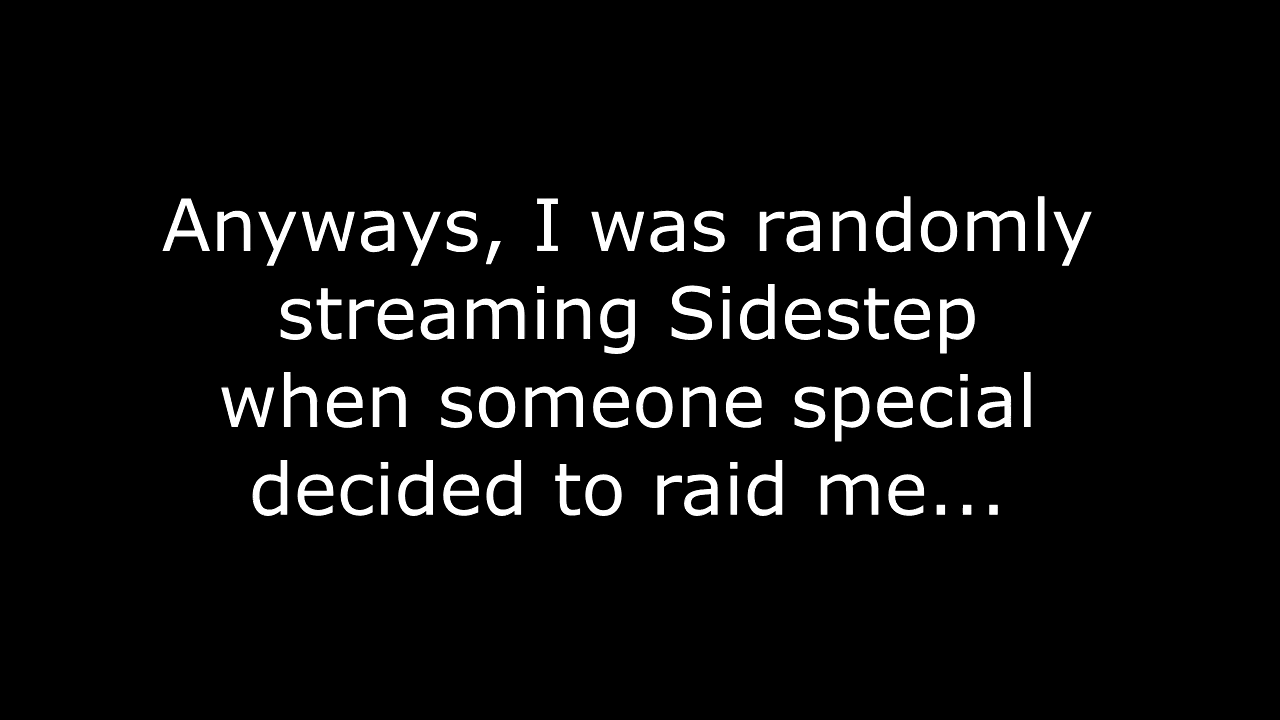 Anyways, I was randomly
streaming Sidestep
when someone special
decided to raid me...